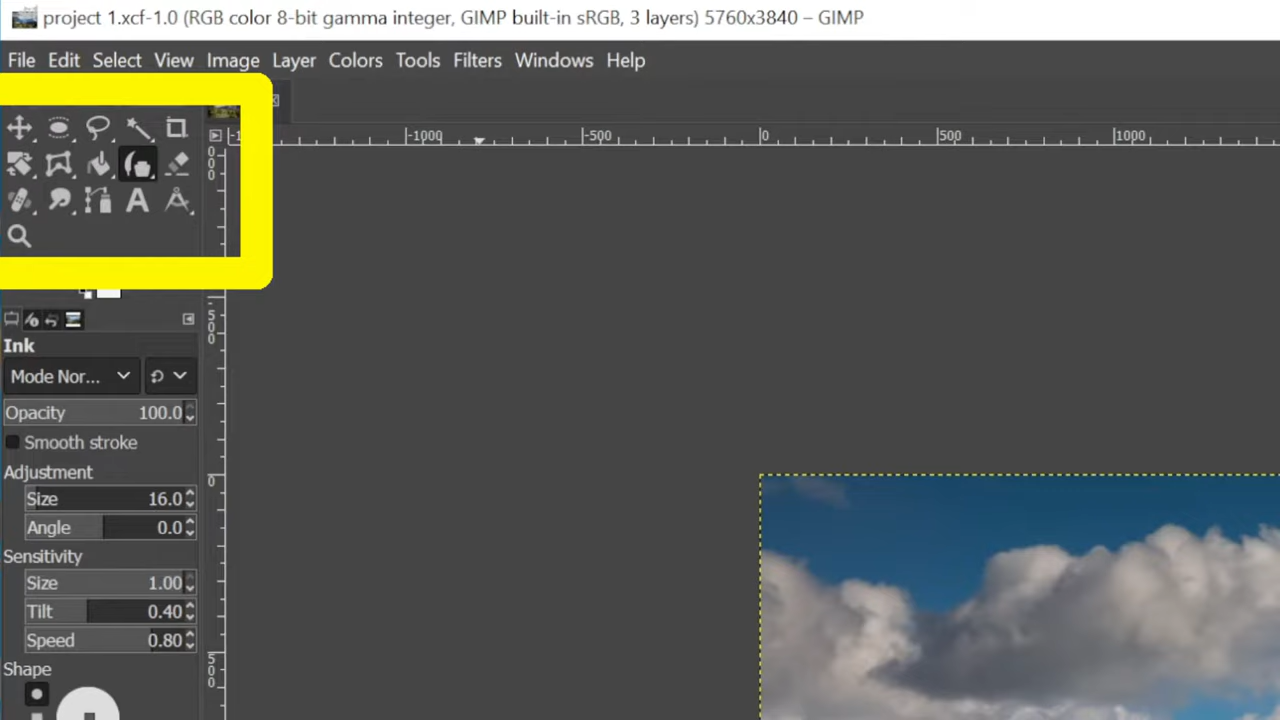 project 1.xcf-1.0 (RGB color 8-bit gamma integer, GIMP built-in sRGB, 3 layers) 5760x3840 – GIMP
File Edit Select View Image Layer Colors Tools Filters Windows Help
-1000 -500 0 500 1000
Ink
Mode Nor...
Opacity 100.0
Smooth stroke
Adjustment
Size 16.0
Angle 0.0
Sensitivity
Size 1.00
Tilt 0.40
Speed 0.80
Shape
-500
0
500